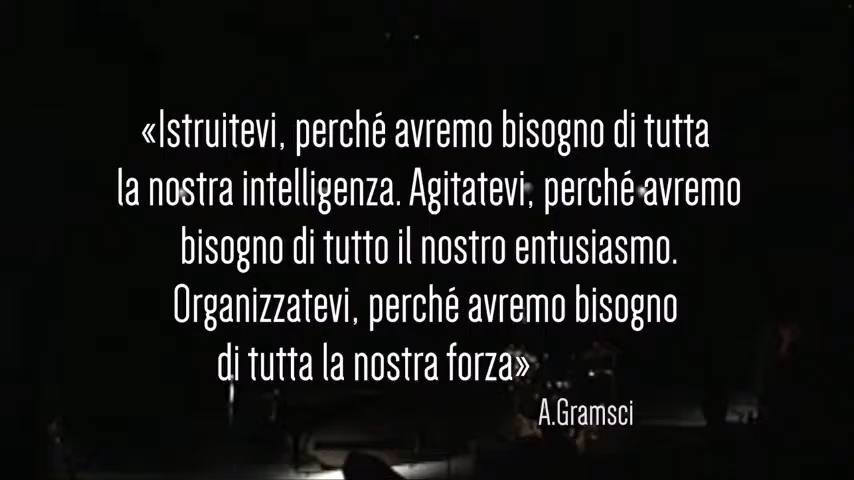 «Istruitevi, perché avremo bisogno di tutta
la nostra intelligenza. Agitatevi, perché avremo
bisogno di tutto il nostro entusiasmo.
Organizzatevi, perché avremo bisogno
di tutta la nostra forza»
A.Gramsci